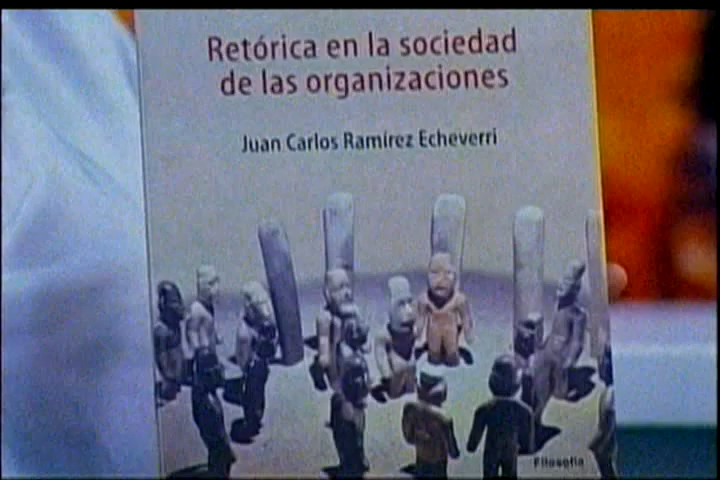 Retórica en la sociedad
de las organizaciones
Juan Carlos Ramírez Echeverri
Filosofía